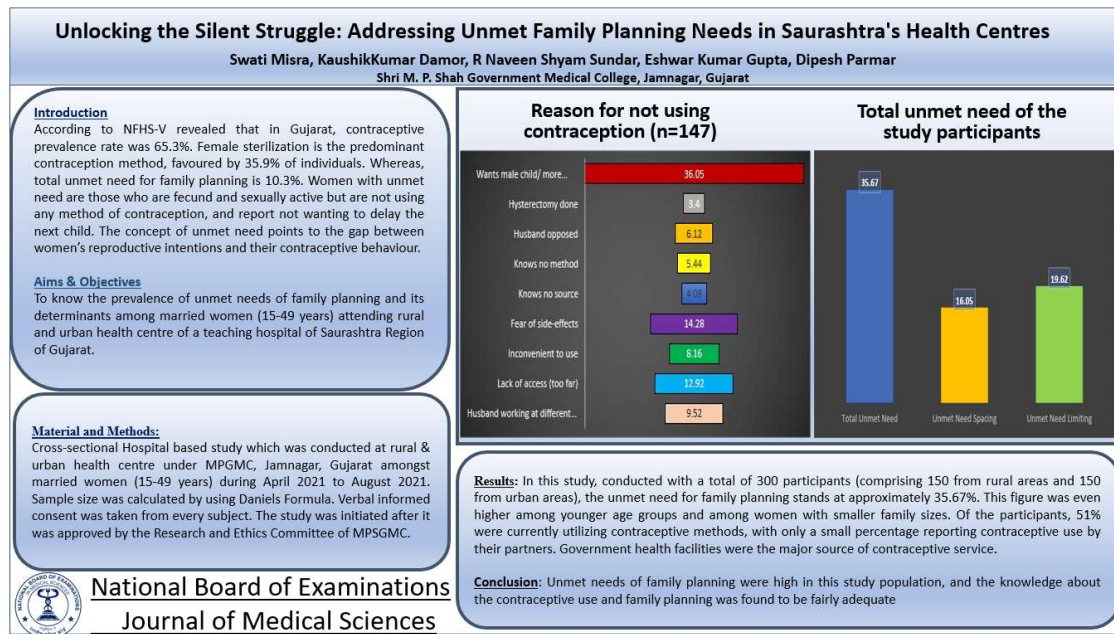 Unlocking the Silent Struggle: Addressing Unmet Family Planning Needs in Saurashtra's Health Centres
Swati Misra, KaushikKumar Damor, R Naveen Shyam Sundar, Eshwar Kumar Gupta, Dipesh Parmar
Shri M. P. Shah Government Medical College, Jamnagar, Gujarat
Introduction
According to NFHS-V revealed that in Gujarat, contraceptive
prevalence rate was 65.3%. Female sterilization is the predominant
contraception method, favoured by 35.9% of individuals. Whereas,
total unmet need for family planning is 10.3%. Women with unmet
need are those who are fecund and sexually active but are not using
any method of contraception, and report not wanting to delay the
next child. The concept of unmet need points to the gap between
women's reproductive intentions and their contraceptive behaviour.
Aims & Objectives
To know the prevalence of unmet needs of family planning and its
determinants among married women (15-49 years) attending rural
and urban health centre of a teaching hospital of Saurashtra Region
of Gujarat.
Material and Methods:
Cross-sectional Hospital based study which was conducted at rural &
urban health centre under MPGMC, Jamnagar, Gujarat amongst
married women (15-49 years) during April 2021 to August 2021.
Sample size was calculated by using Daniels Formula. Verbal informed
consent was taken from every subject. The study was initiated after it
was approved by the Research and Ethics Committee of MPSGMC.
National Board of Examinations
Journal of Medical Sciences
Reason for not using
contraception (n=147)
Wants male child/ more... 36.05
Hysterectomy done 3.4
Husband opposed 6.12
Knows no method 5.44
Knows no source 4.08
Fear of side-effects 14.28
Inconvenient to use 8.16
Lack of access (too far) 12.92
Husband working at different... 9.52
Total unmet need of the
study participants
35.67
16.05
19.62
Total Unmet Need Unmet Need Spacing Unmet Need Limiting
Results: In this study, conducted with a total of 300 participants (comprising 150 from rural areas and 150
from urban areas), the unmet need for family planning stands at approximately 35.67%. This figure was even
higher among younger age groups and among women with smaller family sizes. Of the participants, 51%
were currently utilizing contraceptive methods, with only a small percentage reporting contraceptive use by
their partners. Government health facilities were the major source of contraceptive service.
Conclusion: Unmet needs of family planning were high in this study population, and the knowledge about
the contraceptive use and family planning was found to be fairly adequate